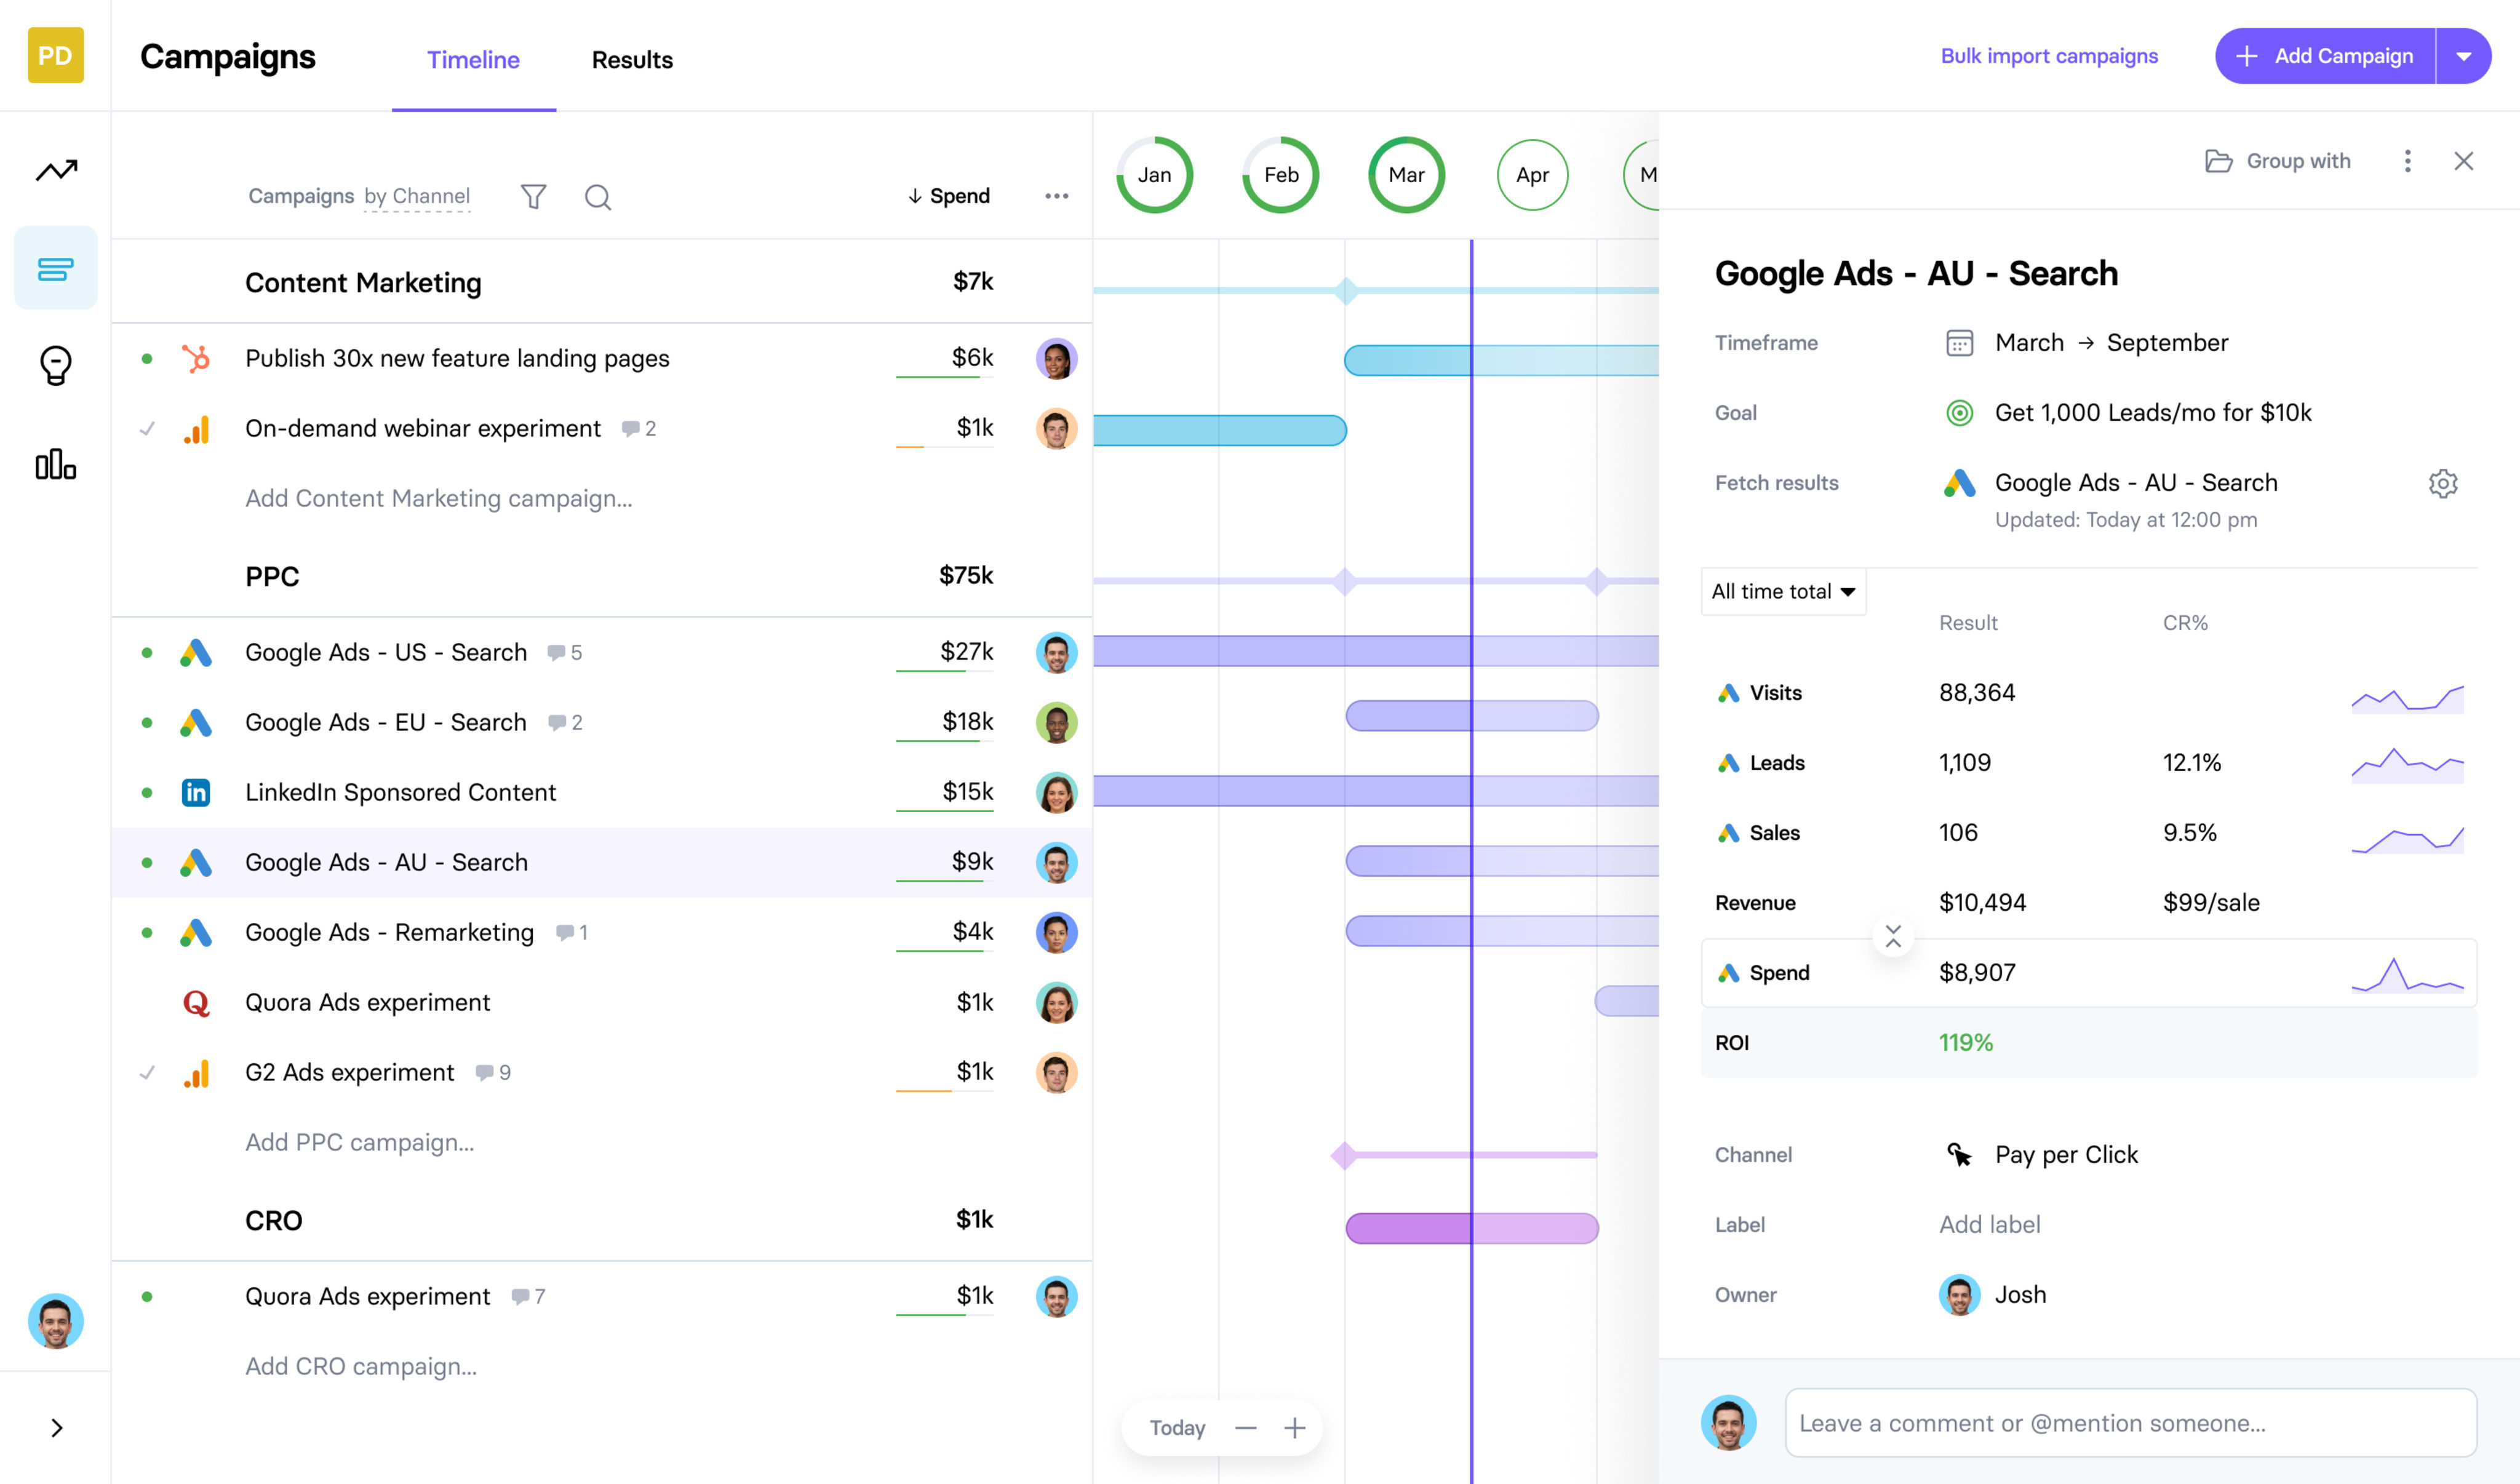 PD
Campaigns
Timeline
Results
Bulk import campaigns
Add Campaign
Campaigns by Channel
Spend
Jan
Feb
Mar
Apr
Content Marketing
$7k
Publish 30x new feature landing pages
$6k
On-demand webinar experiment
2
$1k
Add Content Marketing campaign...
PPC
$75k
Google Ads - US - Search
5
$27k
Google Ads - EU - Search
2
$18k
in
LinkedIn Sponsored Content
$15k
Google Ads - AU - Search
$9k
Google Ads - Remarketing
1
$4k
Q
Quora Ads experiment
$1k
G2 Ads experiment
9
$1k
Add PPC campaign...
CRO
$1k
Quora Ads experiment
7
$1k
Add CRO campaign...
Today
Group with
Google Ads - AU - Search
Timeframe
March → September
Goal
Get 1,000 Leads/mo for $10k
Fetch results
Google Ads - AU - Search
Updated: Today at 12:00 pm
All time total
Result
CR%
Visits
88,364
Leads
1,109
12.1%
Sales
106
9.5%
Revenue
$10,494
$99/sale
Spend
$8,907
ROI
119%
Channel
Pay per Click
Label
Add label
Owner
Josh
Leave a comment or @mention someone...